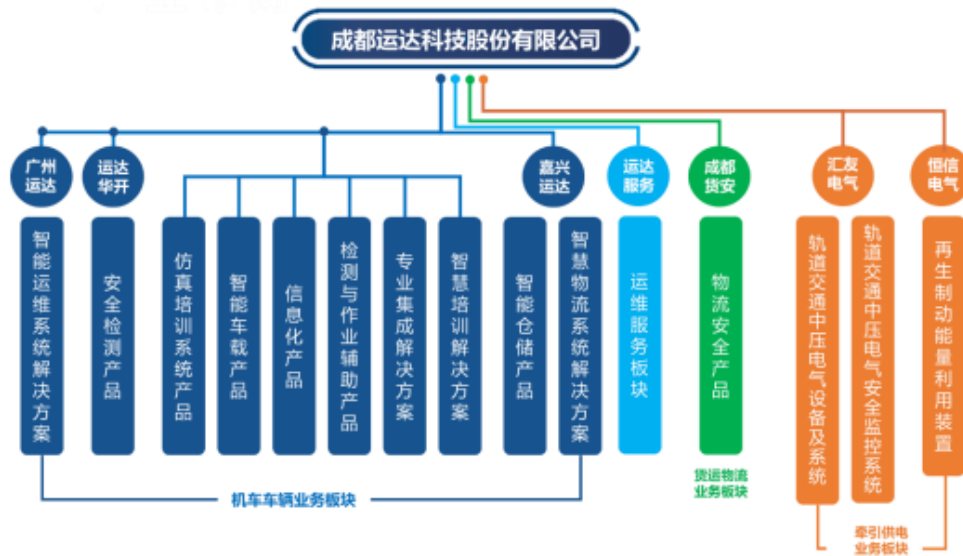 成都运达科技股份有限公司
广州
运达
运达
华开
嘉兴
运达
运达
服务
成都
货安
汇友
电气
恒信
电气
智能运维系统解决方案
安全检测产品
仿真培训系统产品
智能车载产品
信息化产品
检测与作业辅助产品
专业集成解决方案
智慧培训解决方案
智能仓储产品
智慧物流系统解决方案
运维服务板块
物流安全产品
轨道交通中压电气设备及系统
轨道交通中压电气安全监控系统
再生制动能量利用装置
机车车辆业务板块
货运物流
业务板块
牵引供电
业务板块